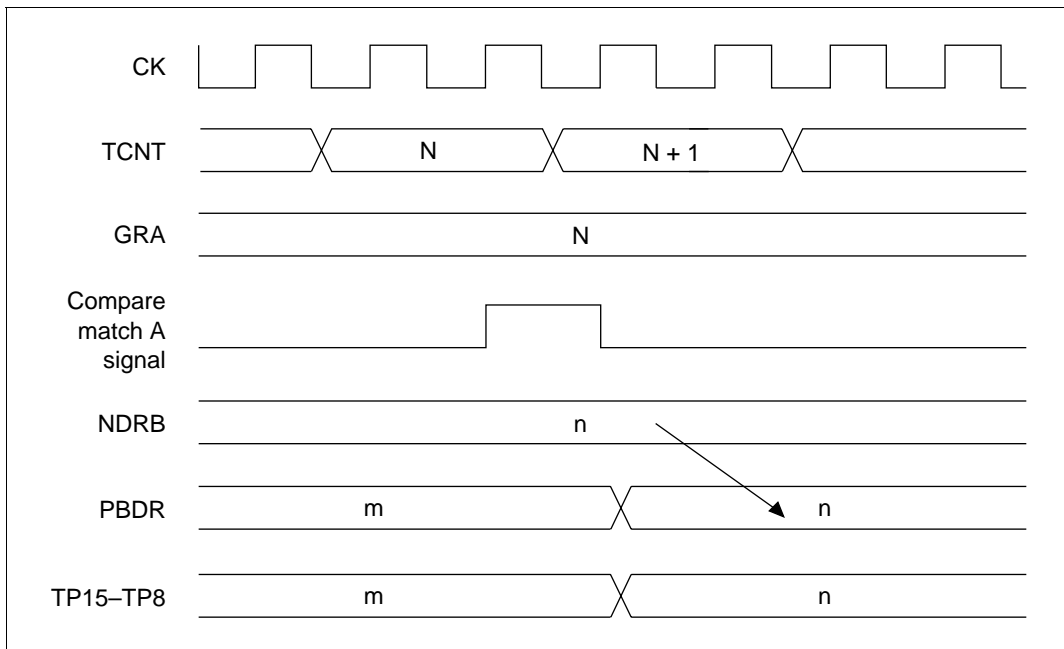 CK
TCNT
N
N + 1
GRA
N
Compare
match A
signal
NDRB
n
PBDR
m
n
TP15–TP8
m
n